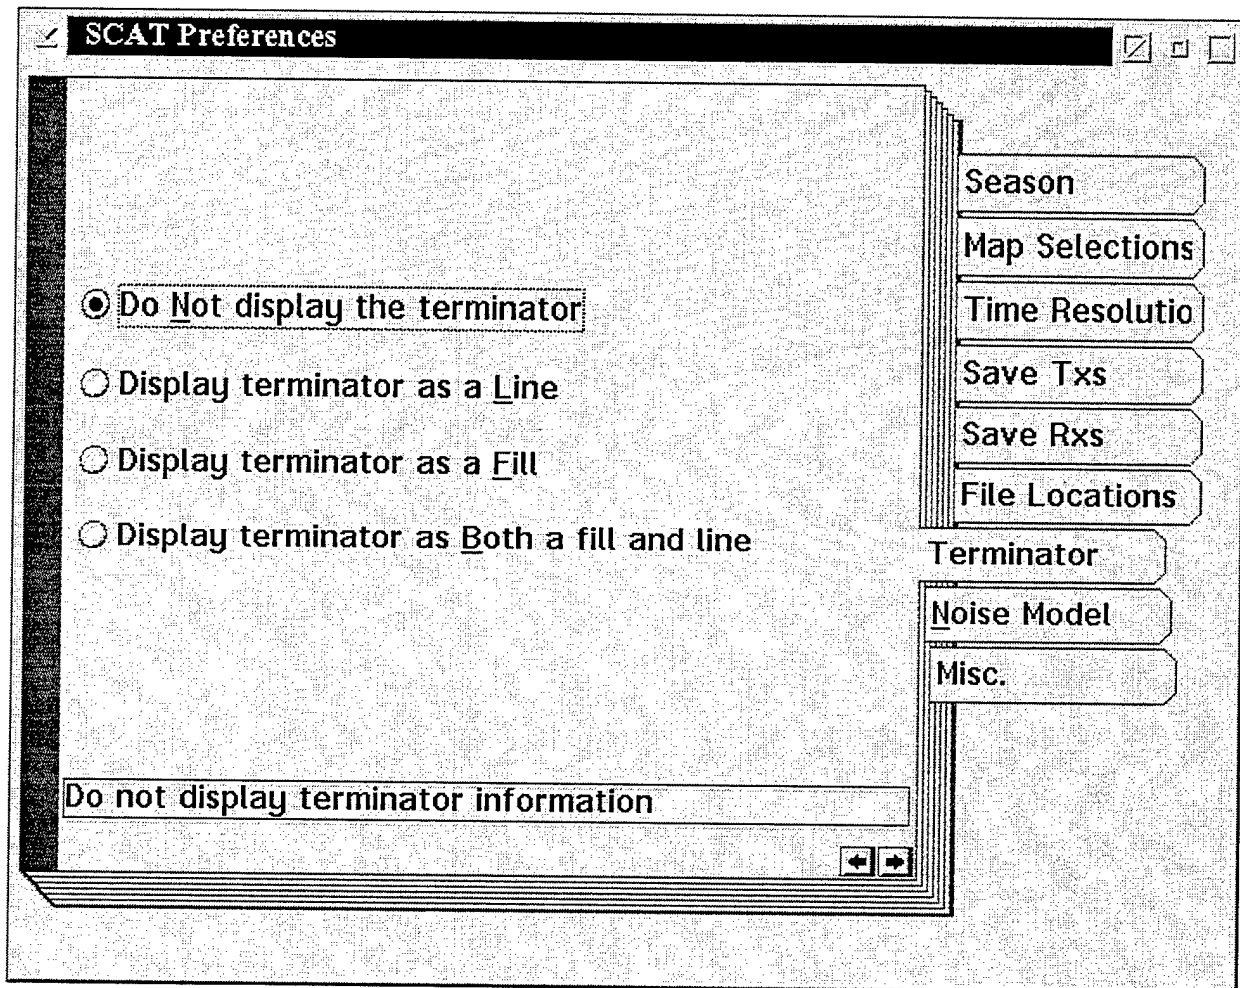 SCAT Preferences
Do Not display the terminator
Display terminator as a Line
Display terminator as a Fill
Display terminator as Both a fill and line
Do not display terminator information
Season
Map Selections
Time Resolutio
Save Txs
Save Rxs
File Locations
Terminator
Noise Model
Misc.